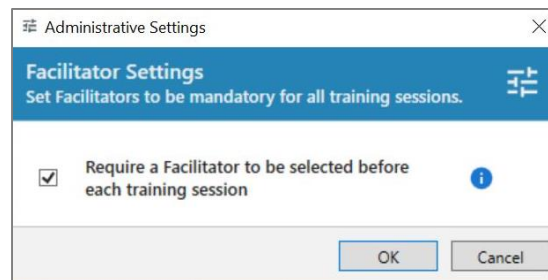 Administrative Settings
Facilitator Settings
Set Facilitators to be mandatory for all training sessions.
Require a Facilitator to be selected before
each training session
OK Cancel